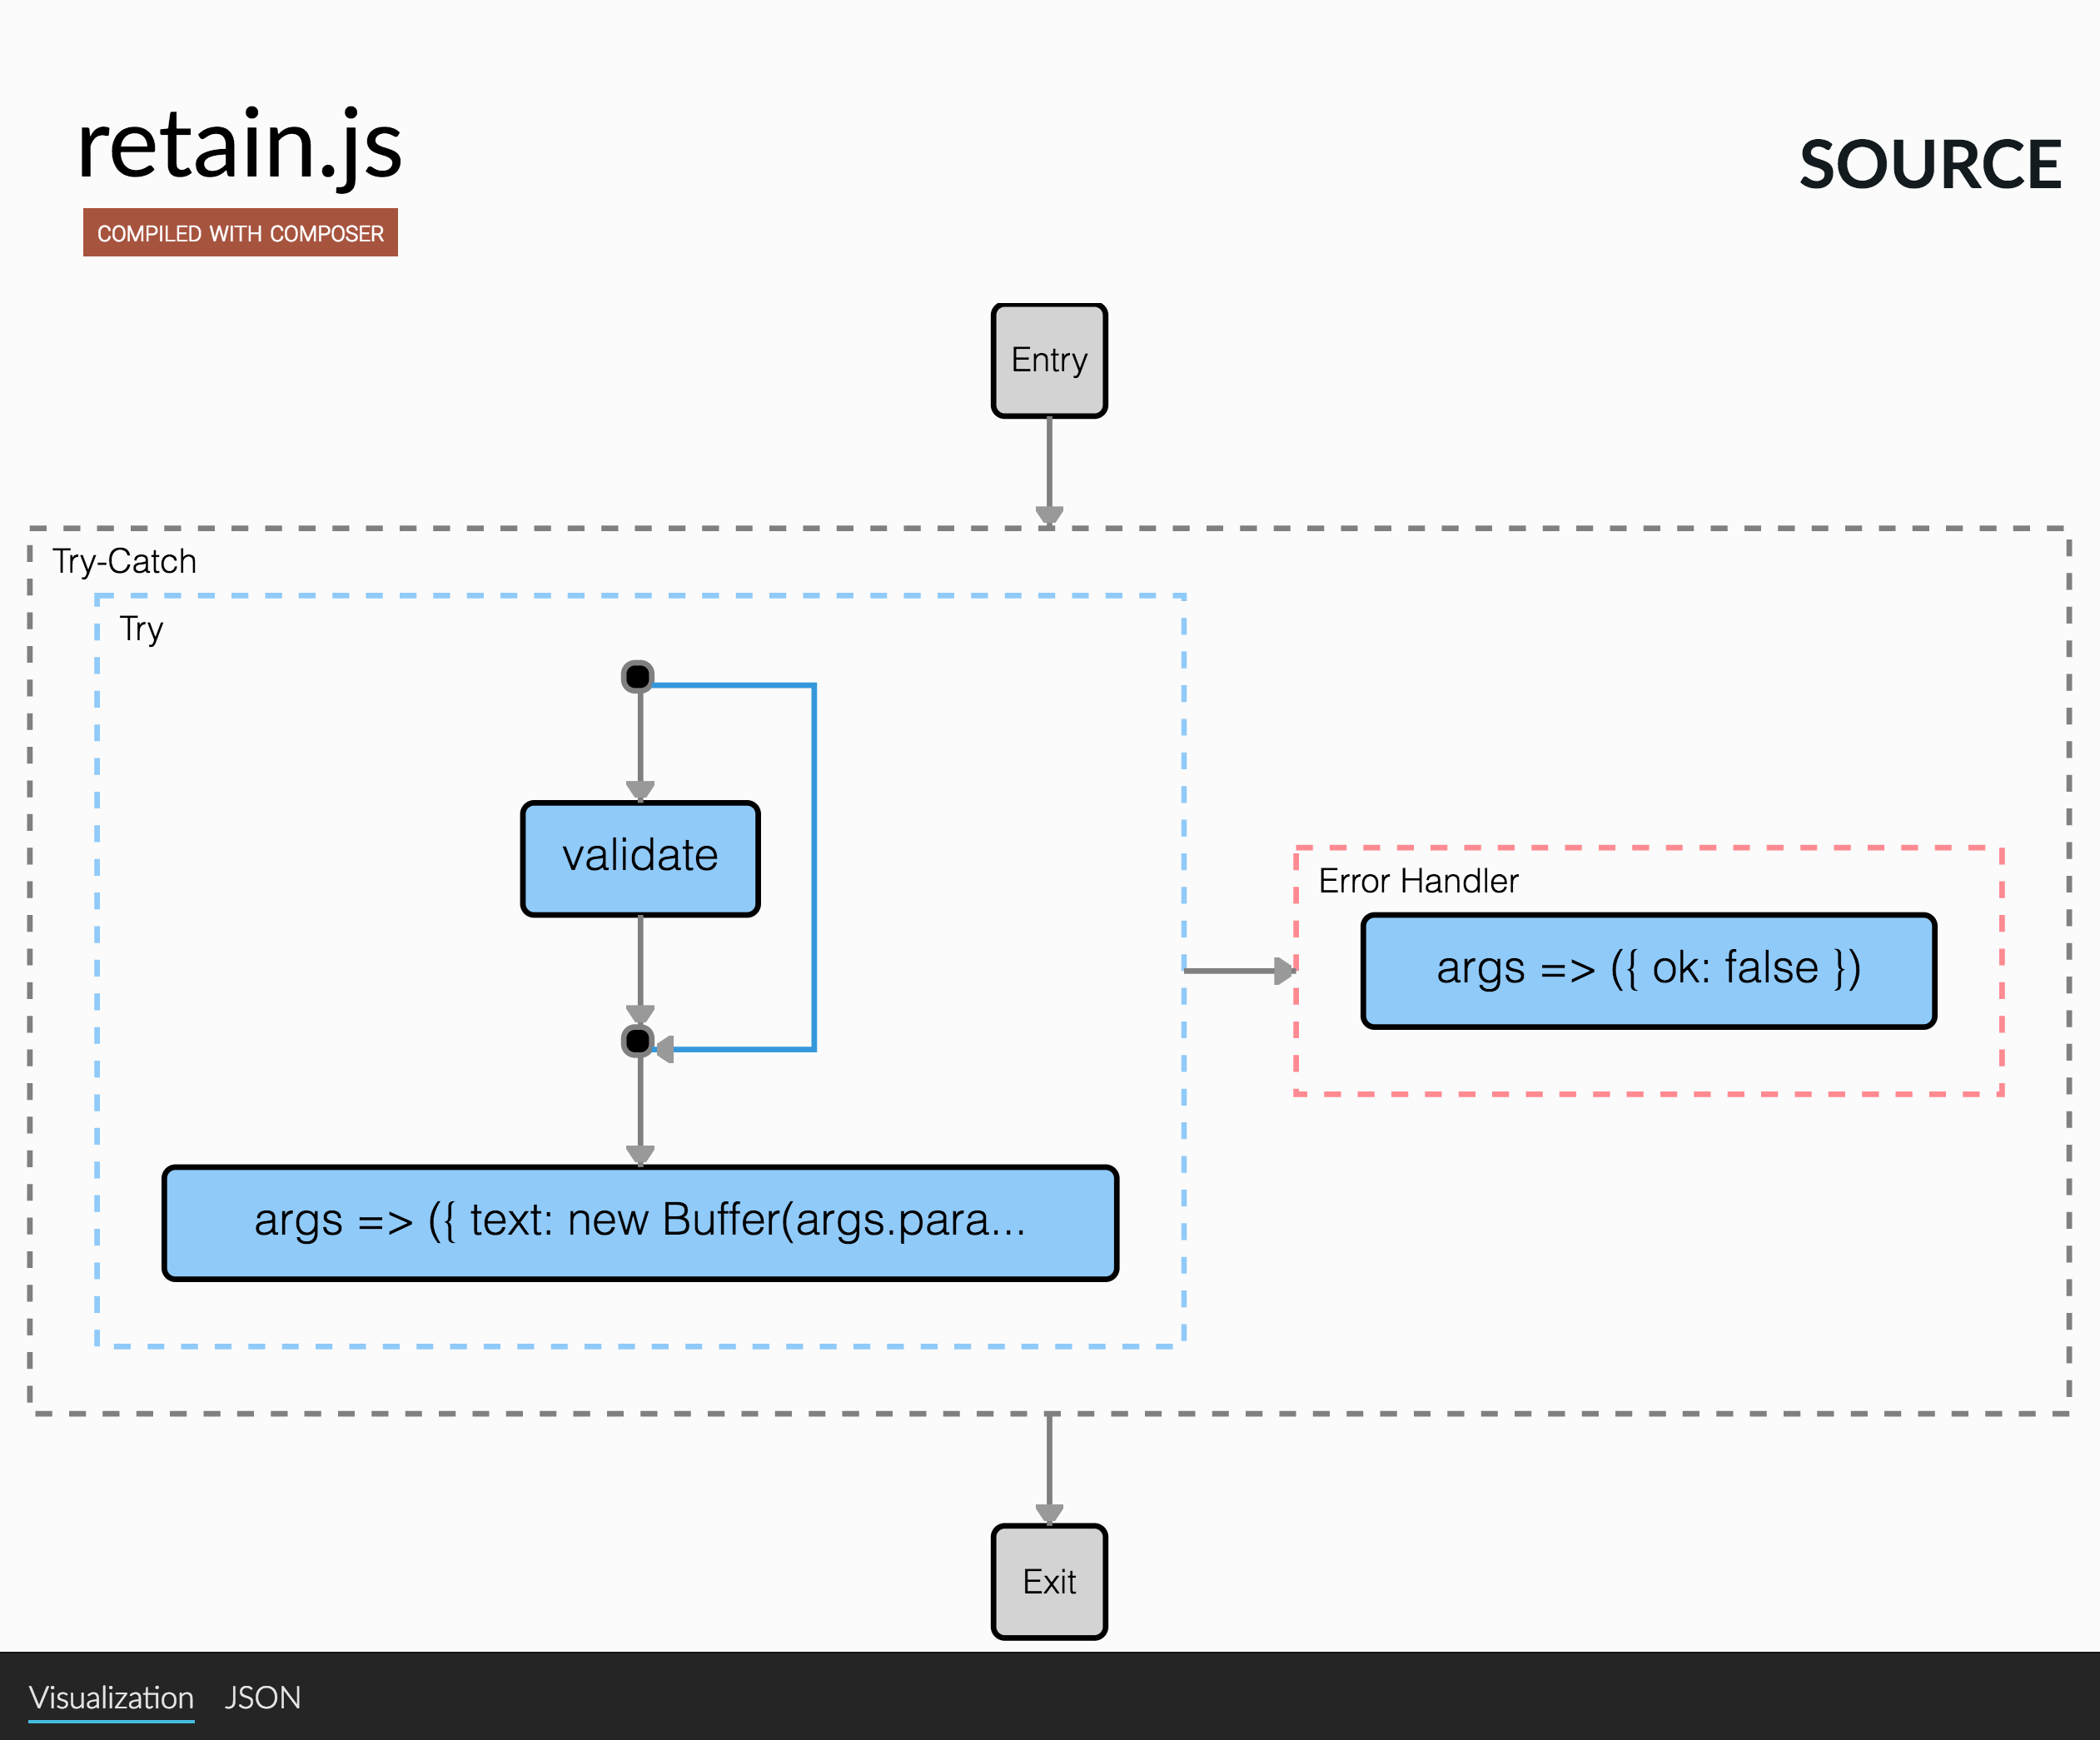 retain.js
SOURCE
COMPILED WITH COMPOSER
Entry
Try-Catch
Try
validate
Error Handler
args => ({ ok: false })
args => ({ text: new Buffer(args.para...
Exit
Visualization
JSON